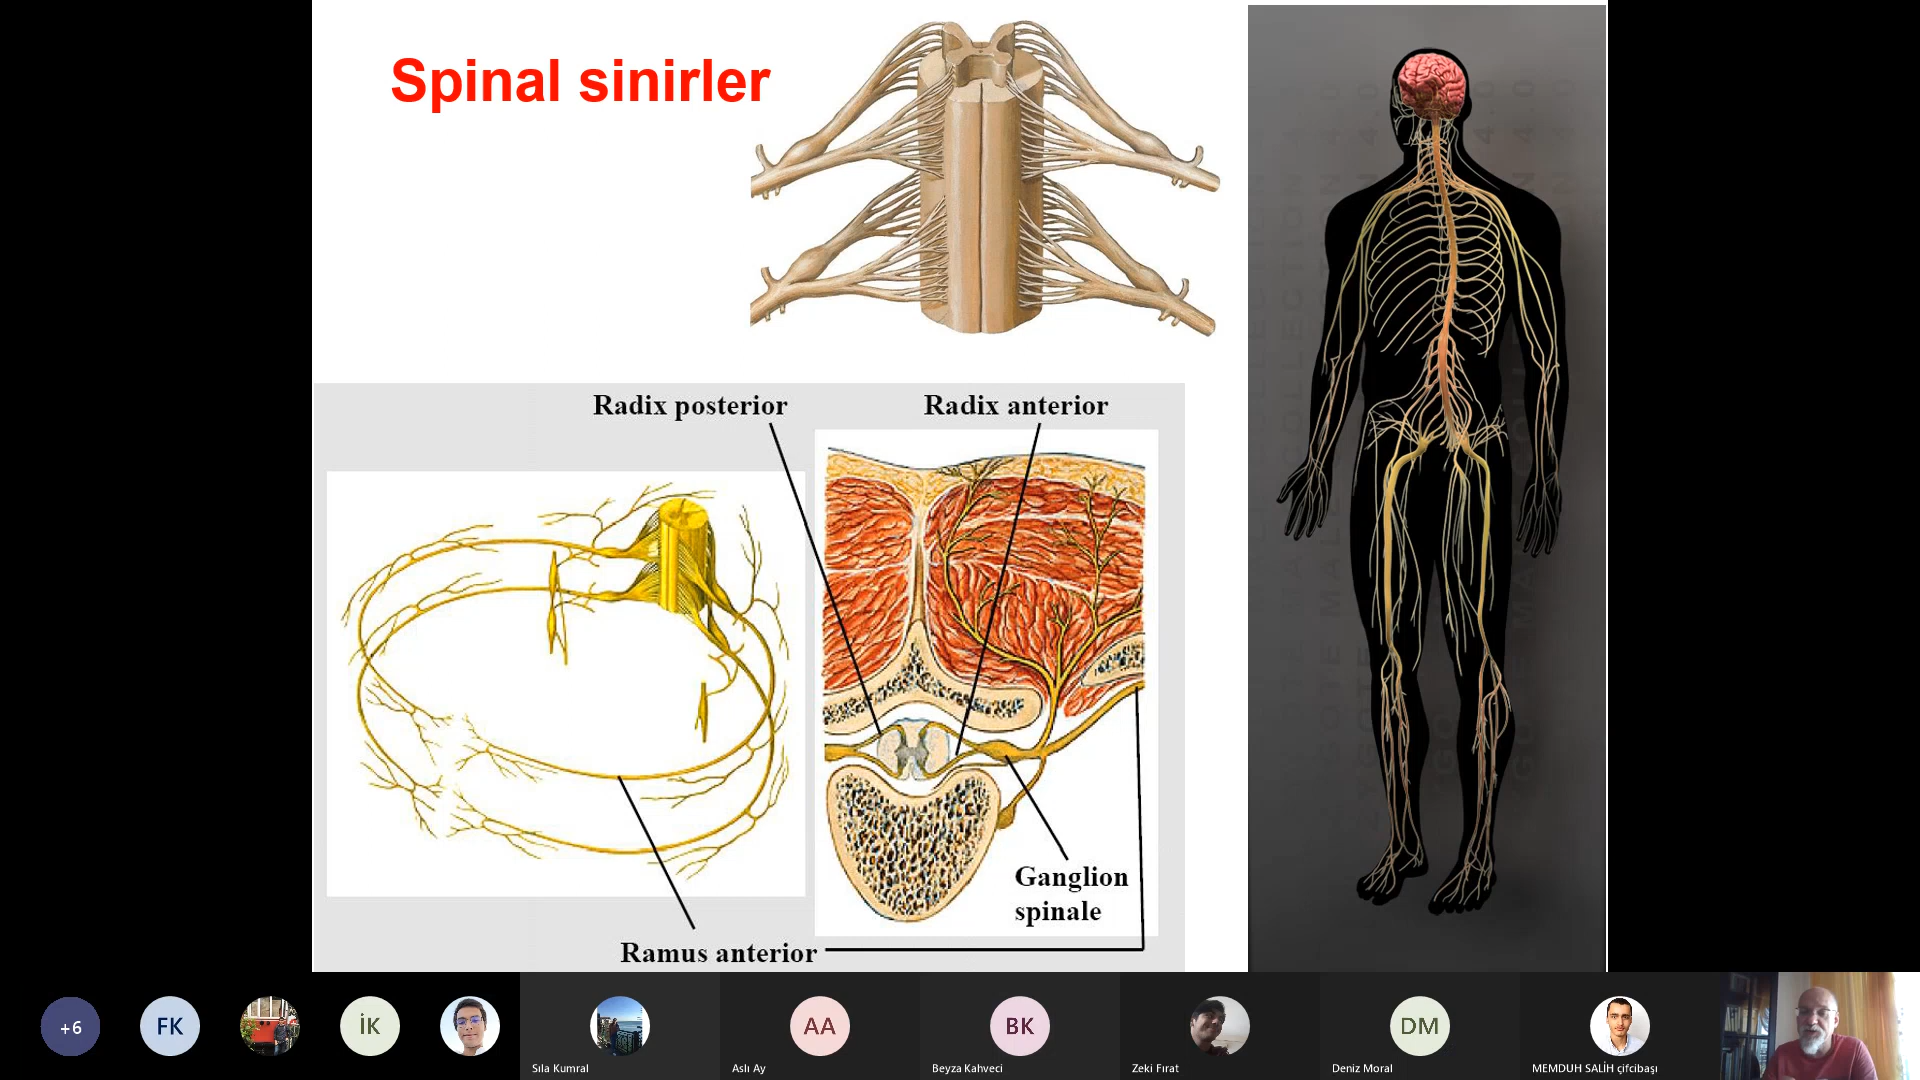 Spinal sinirler
Radix posterior
Radix anterior
Ganglion
spinale
Ramus anterior
+6
FK
İK
Sıla Kumral
AA
Aslı Ay
BK
Beyza Kahveci
Zeki Fırat
DM
Deniz Moral
MEMDUH SALİH çifcibaşı